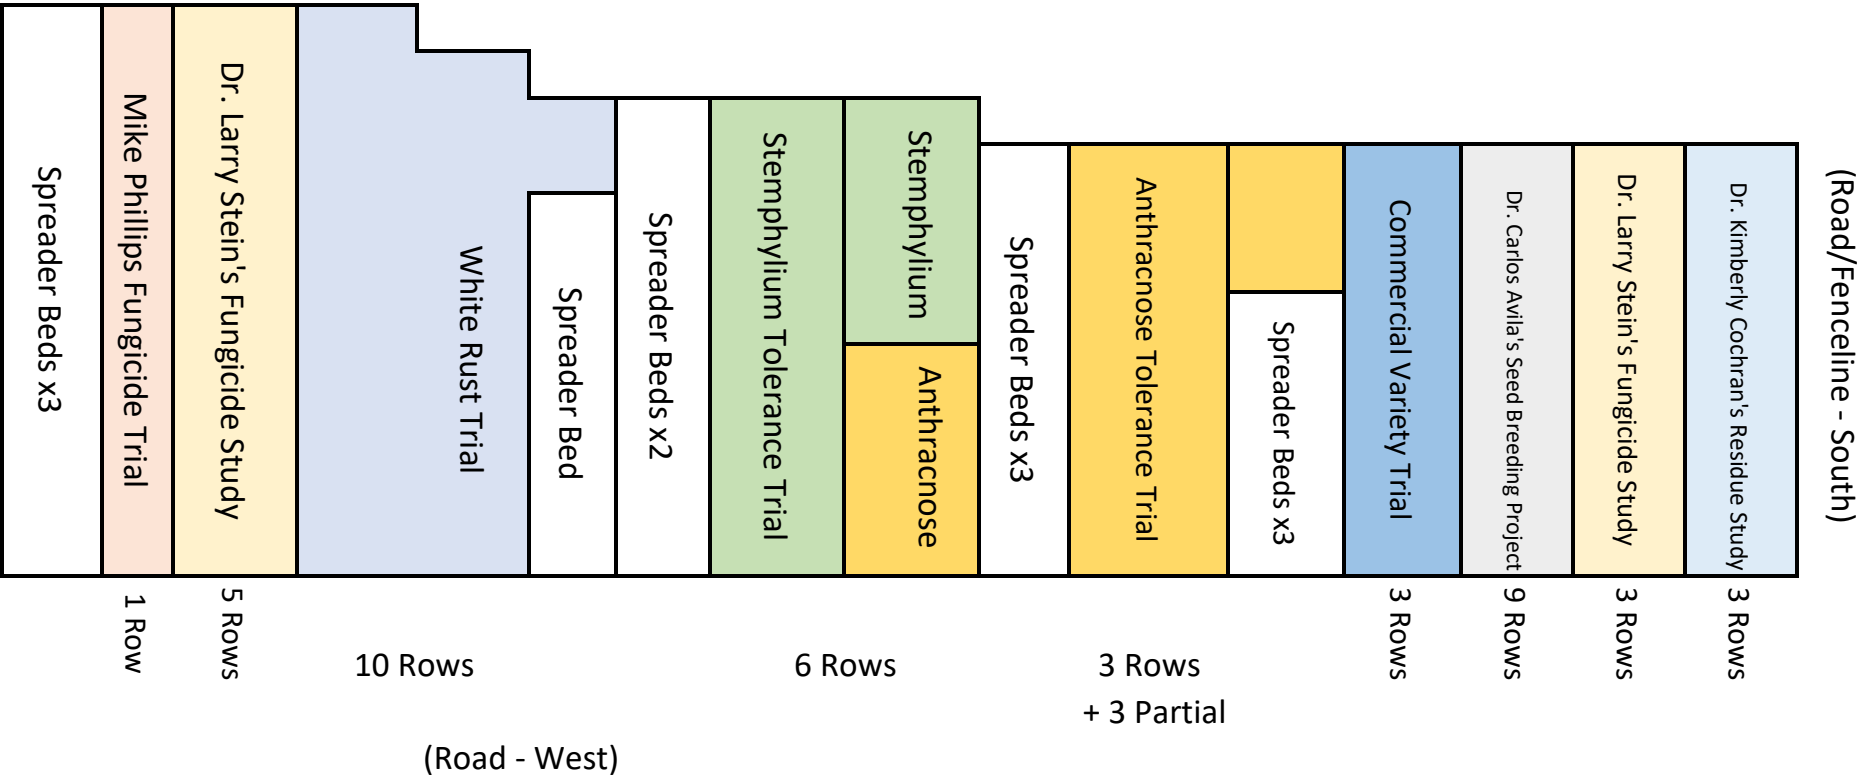 Spreader Beds x3
Mike Phillips Fungicide Trial
Dr. Larry Stein's Fungicide Study
White Rust Trial
Spreader Bed
Spreader Beds x2
Stemphylium Tolerance Trial
Stemphylium
Anthracnose
Spreader Beds x3
Anthracnose Tolerance Trial
Spreader Beds x3
Commercial Variety Trial
Dr. Carlos Avila's Seed Breeding Project
Dr. Larry Stein's Fungicide Study
Dr. Kimberly Cochran's Residue Study
(Road/Fenceline - South)
1 Row
5 Rows
10 Rows
6 Rows
3 Rows
+ 3 Partial
3 Rows
9 Rows
3 Rows
3 Rows
(Road - West)